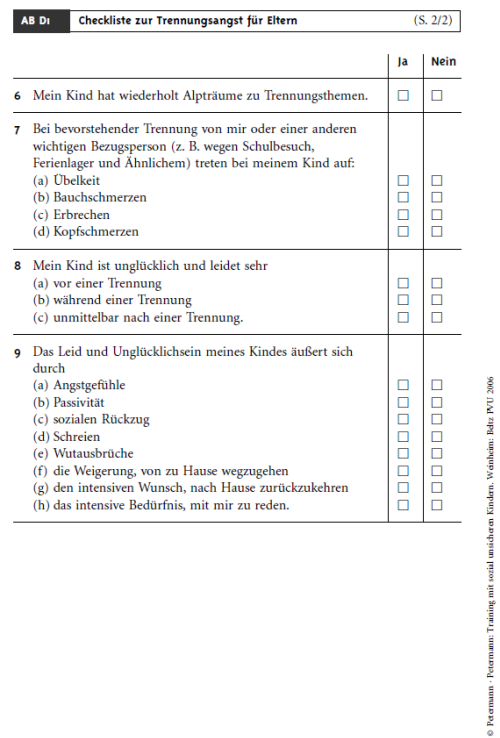 AB D1 Checkliste zur Trennungsangst für Eltern (S. 2/2)
Ja Nein
6 Mein Kind hat wiederholt Alpträume zu Trennungsthemen. □ □
7 Bei bevorstehender Trennung von mir oder einer anderen
wichtigen Bezugsperson (z. B. wegen Schulbesuch,
Ferienlager und Ähnlichem) treten bei meinem Kind auf:
(a) Übelkeit □ □
(b) Bauchschmerzen □ □
(c) Erbrechen □ □
(d) Kopfschmerzen □ □
8 Mein Kind ist unglücklich und leidet sehr
(a) vor einer Trennung □ □
(b) während einer Trennung □ □
(c) unmittelbar nach einer Trennung. □ □
9 Das Leid und Unglücklichsein meines Kindes äußert sich
durch
(a) Angstgefühle □ □
(b) Passivität □ □
(c) sozialen Rückzug □ □
(d) Schreien □ □
(e) Wutausbrüche □ □
(f) die Weigerung, von zu Hause wegzugehen □ □
(g) den intensiven Wunsch, nach Hause zurückzukehren □ □
(h) das intensive Bedürfnis, mit mir zu reden. □ □
© Petermann · Petermann: Training mit sozial unsicheren Kindern. Weinheim: Beltz PVU 2006